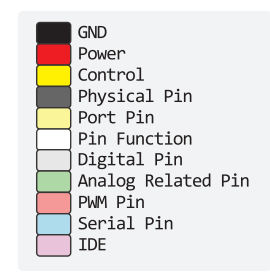 GND
Power
Control
Physical Pin
Port Pin
Pin Function
Digital Pin
Analog Related Pin
PWM Pin
Serial Pin
IDE